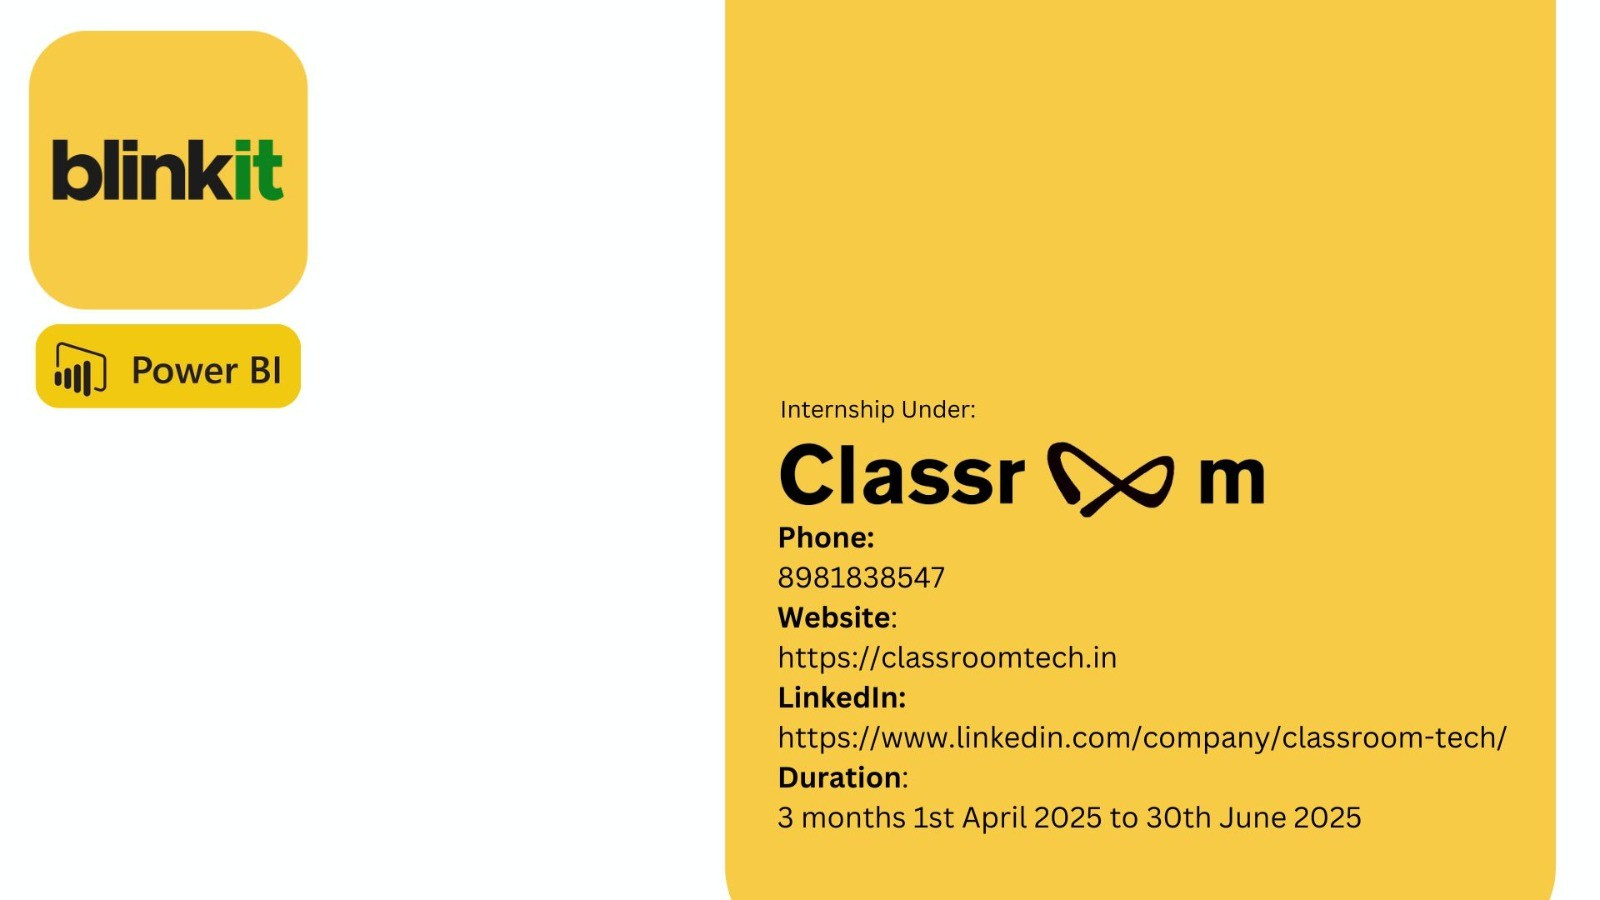 blinkit
Power BI
Internship Under:
Classroom
Phone:
8981838547
Website:
https://classroomtech.in
LinkedIn:
https://www.linkedin.com/company/classroom-tech/
Duration:
3 months 1st April 2025 to 30th June 2025